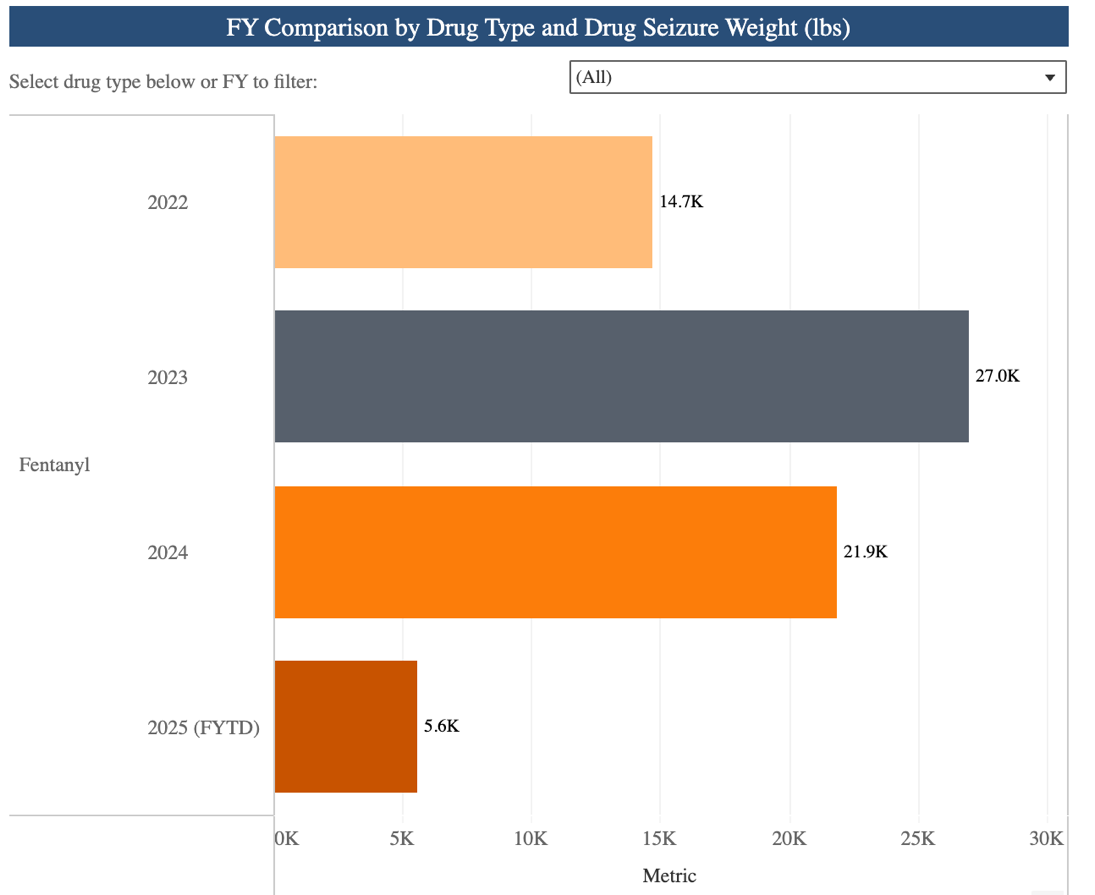 FY Comparison by Drug Type and Drug Seizure Weight (lbs)
Select drug type below or FY to filter:
(All)
2022
14.7K
2023
27.0K
Fentanyl
2024
21.9K
2025 (FYTD)
5.6K
0K 5K 10K 15K 20K 25K 30K
Metric